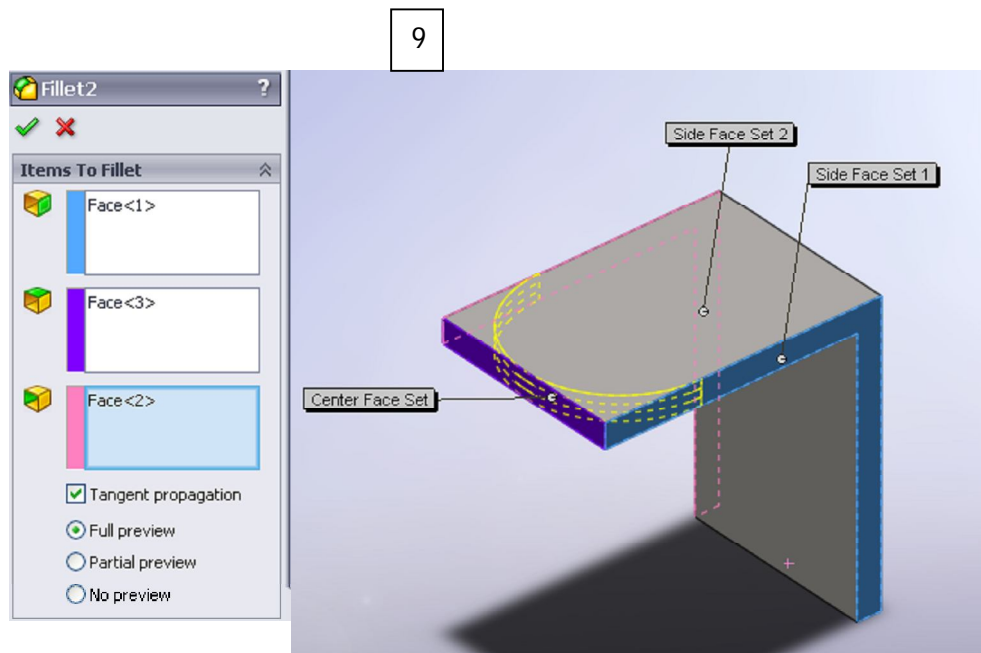 9
Fillet2 ?
Items To Fillet
Face<1>
Face<3>
Face<2>
Tangent propagation
Full preview
Partial preview
No preview
Side Face Set 2
Side Face Set 1
Center Face Set